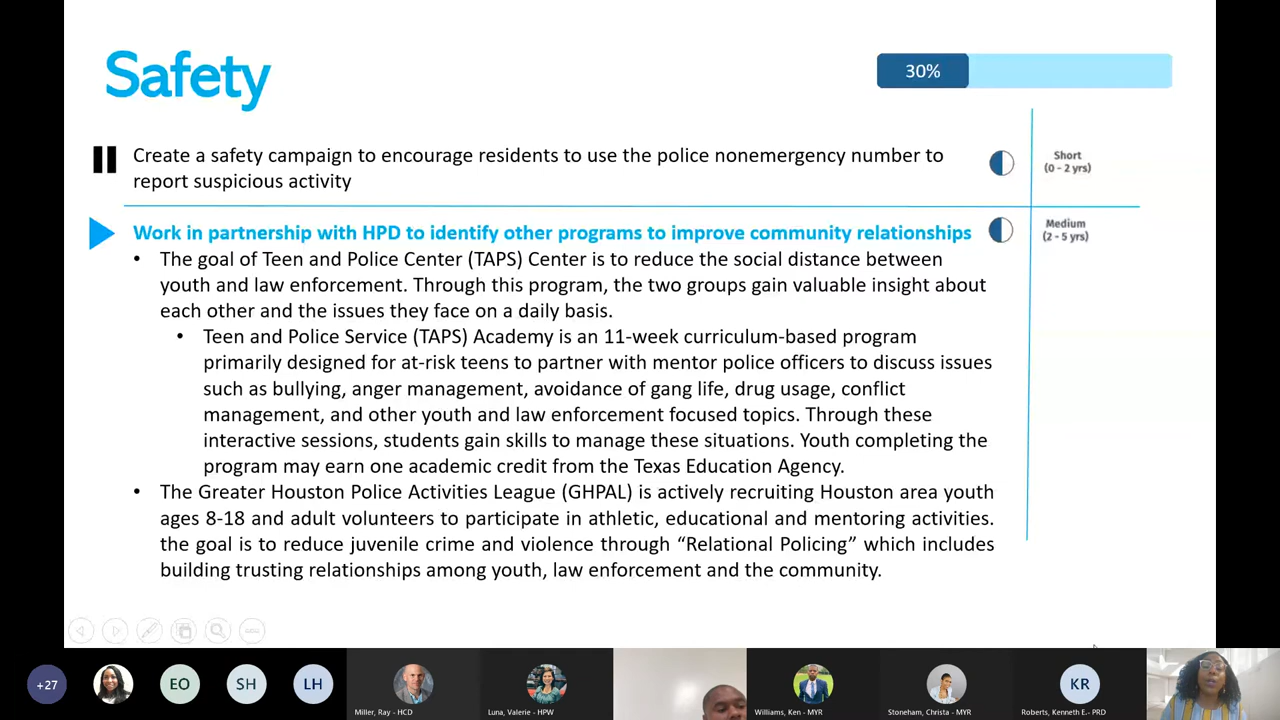 Safety
30%
Create a safety campaign to encourage residents to use the police nonemergency number to
report suspicious activity
Short
(0 - 2 yrs)
Work in partnership with HPD to identify other programs to improve community relationships
Medium
(2 - 5 yrs)
• The goal of Teen and Police Center (TAPS) Center is to reduce the social distance between
youth and law enforcement. Through this program, the two groups gain valuable insight about
each other and the issues they face on a daily basis.
• Teen and Police Service (TAPS) Academy is an 11-week curriculum-based program
primarily designed for at-risk teens to partner with mentor police officers to discuss issues
such as bullying, anger management, avoidance of gang life, drug usage, conflict
management, and other youth and law enforcement focused topics. Through these
interactive sessions, students gain skills to manage these situations. Youth completing the
program may earn one academic credit from the Texas Education Agency.
• The Greater Houston Police Activities League (GHPAL) is actively recruiting Houston area youth
ages 8-18 and adult volunteers to participate in athletic, educational and mentoring activities.
the goal is to reduce juvenile crime and violence through “Relational Policing” which includes
building trusting relationships among youth, law enforcement and the community.
+27
EO
SH
LH
KR
Miller, Ray - HCD
Luna, Valerie - HPW
Williams, Ken - MYR
Stoneham, Christa - MYR
Roberts, Kenneth E.- PRD